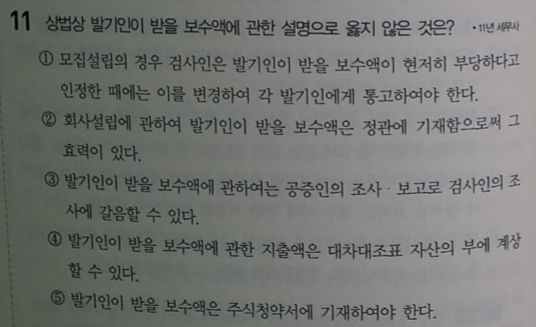 11 상법상 발기인이 받을 보수액에 관한 설명으로 옳지 않은 것은? • 11년 세무사
① 모집설립의 경우 검사인은 발기인이 받을 보수액이 현저히 부당하다고
인정한 때에는 이를 변경하여 각 발기인에게 통고하여야 한다.
② 회사설립에 관하여 발기인이 받을 보수액은 정관에 기재함으로써 그
효력이 있다.
③ 발기인이 받을 보수액에 관하여는 공증인의 조사·보고로 검사인의 조
사에 갈음할 수 있다.
④ 발기인이 받을 보수액에 관한 지출액은 대차대조표 자산의 부에 계상
할 수 있다.
⑤ 발기인이 받을 보수액은 주식청약서에 기재하여야 한다.